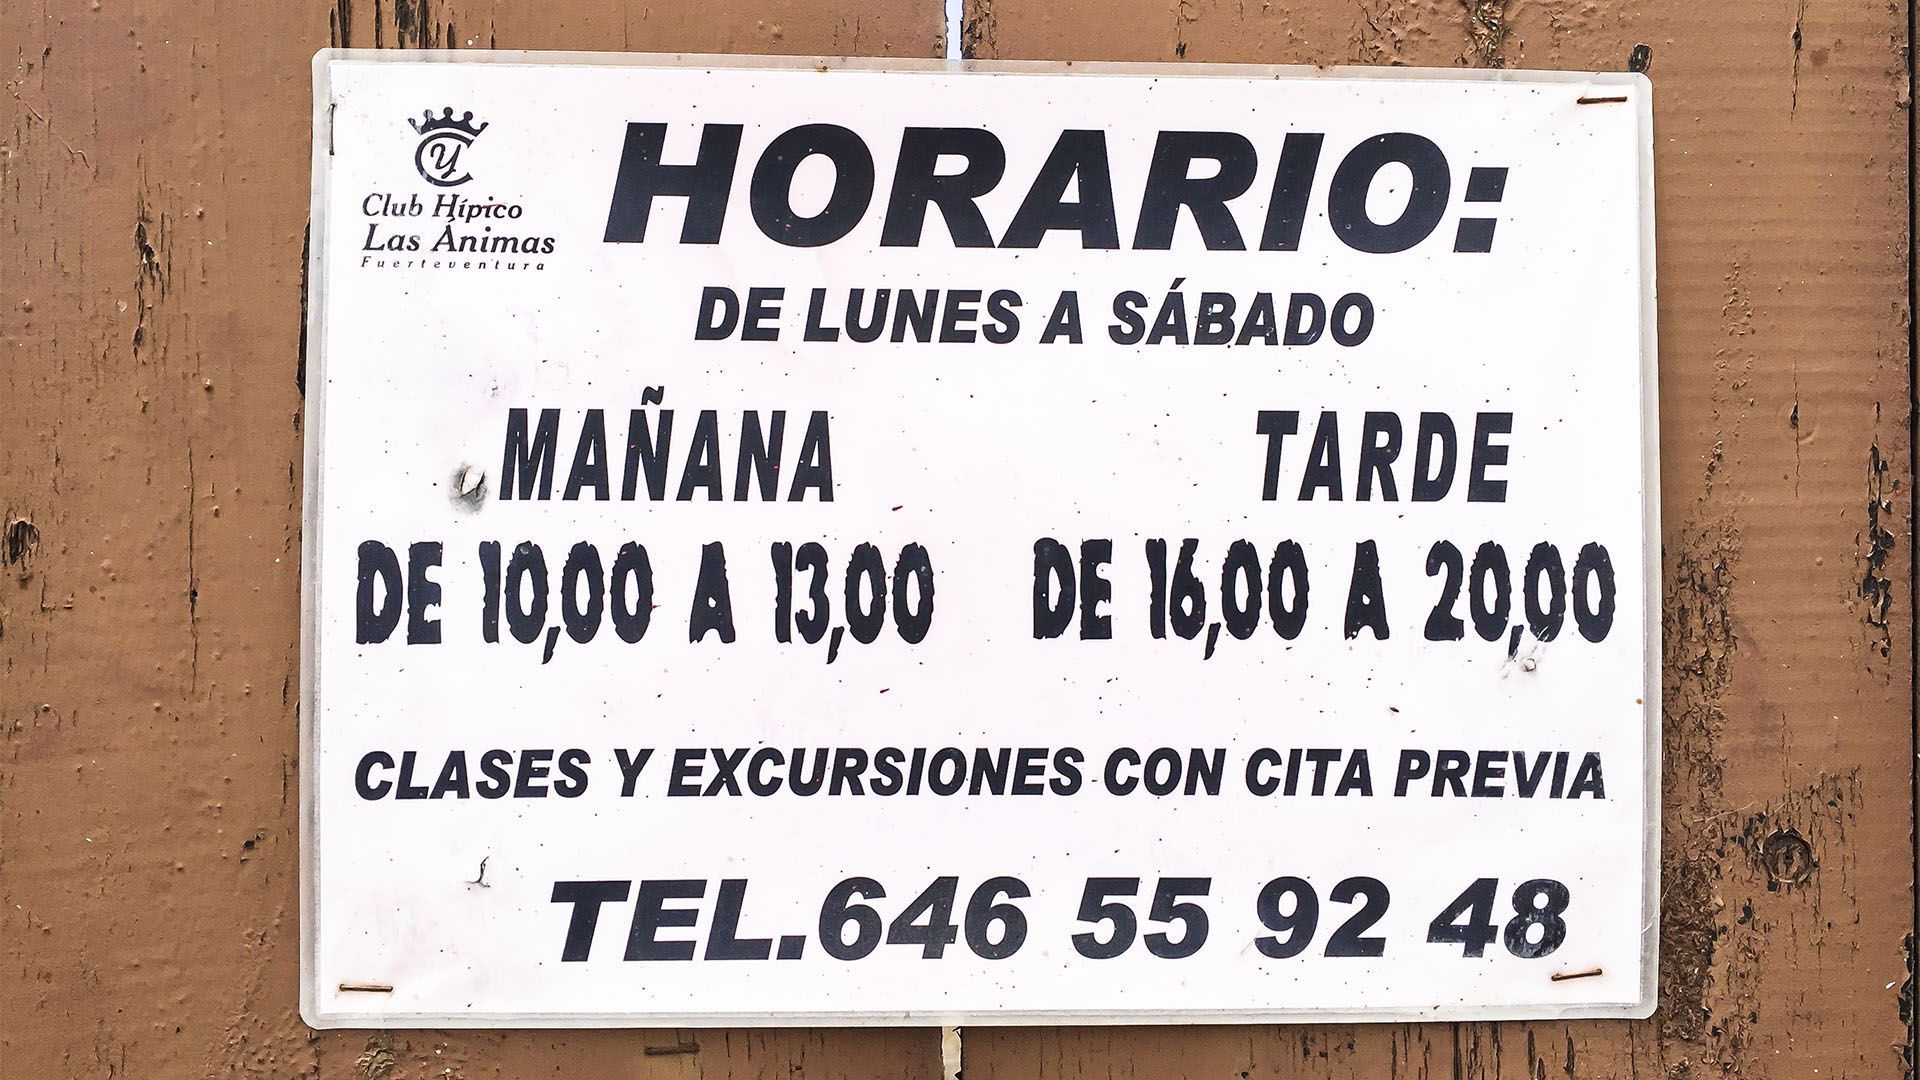 Y
Club Hípico
Las Ánimas
Fuerteventura
HORARIO:
DE LUNES A SÁBADO
MAÑANA TARDE
DE 10,00 A 13,00 DE 16,00 A 20,00
CLASES Y EXCURSIONES CON CITA PREVIA
TEL.646 55 92 48